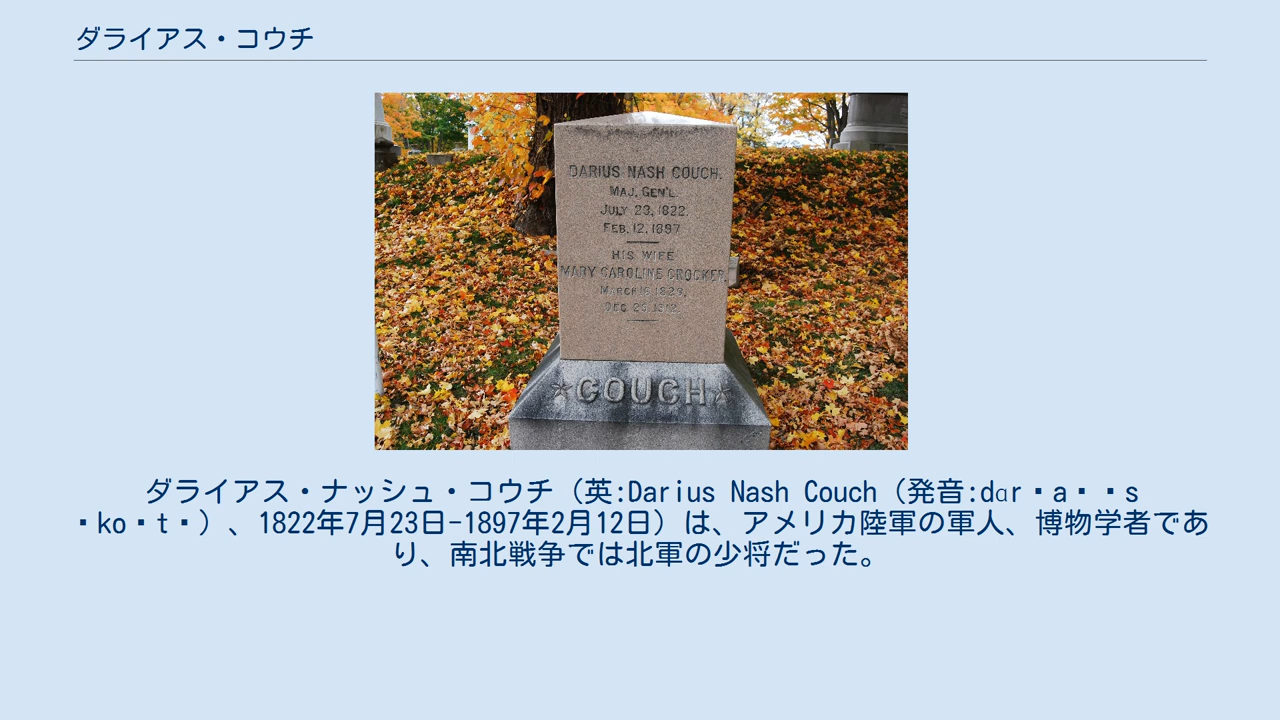 ダライアス・コウチ
DARIUS NASH COUCH.
MAJ. GEN'L
JULY 23, 1822.
FEB. 12, 1897
HIS WIFE
MARY CAROLINE CROCKER.
MARCH 1829,
DEC
★COUCH★
ダライアス・ナッシュ・コウチ（英:Darius Nash Couch（発音:dɑr・a・・s
・ko・t・）、1822年7月23日-1897年2月12日）は、アメリカ陸軍の軍人、博物学者であ
り、南北戦争では北軍の少将だった。